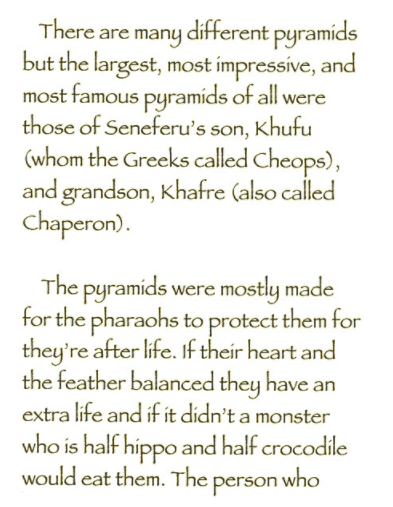 There are many different pyramids
but the largest, most impressive, and
most famous pyramids of all were
those of Seneferu's son, Khufu
(whom the Greeks called Cheops),
and grandson, Khafre (also called
Chaperon).
The pyramids were mostly made
for the pharaohs to protect them for
they're after life. If their heart and
the feather balanced they have an
extra life and if it didn't a monster
who is half hippo and half crocodile
would eat them. The person who